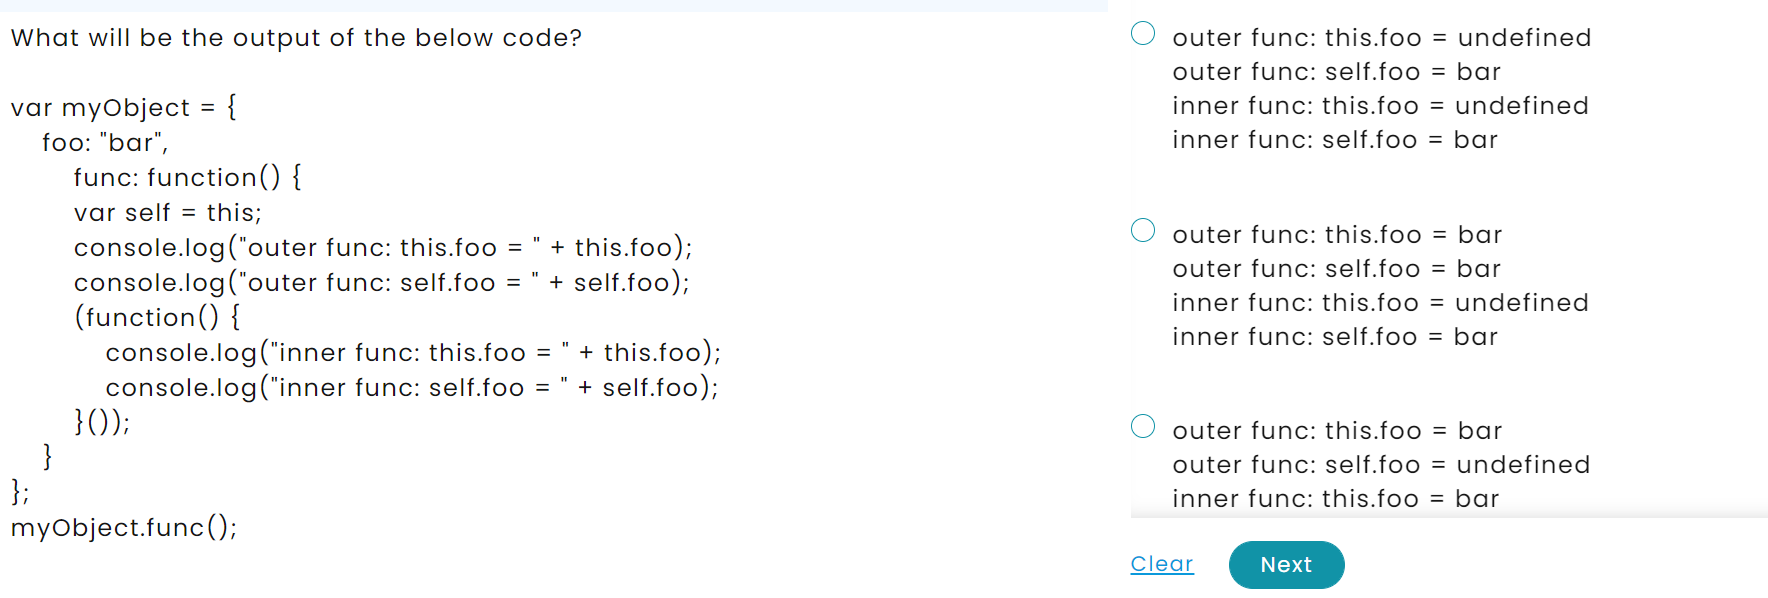 What will be the output of the below code?
var myObject = {
foo: "bar",
func: function() {
var self = this;
console.log("outer func: this.foo = " + this.foo);
console.log("outer func: self.foo = " + self.foo);
(function() {
console.log("inner func: this.foo = " + this.foo);
console.log("inner func: self.foo = " + self.foo);
}());
}
};
myObject.func();
outer func: this.foo = undefined
outer func: self.foo = bar
inner func: this.foo = undefined
inner func: self.foo = bar
outer func: this.foo = bar
outer func: self.foo = bar
inner func: this.foo = undefined
inner func: self.foo = bar
outer func: this.foo = bar
outer func: self.foo = undefined
inner func: this.foo = bar
Clear
Next